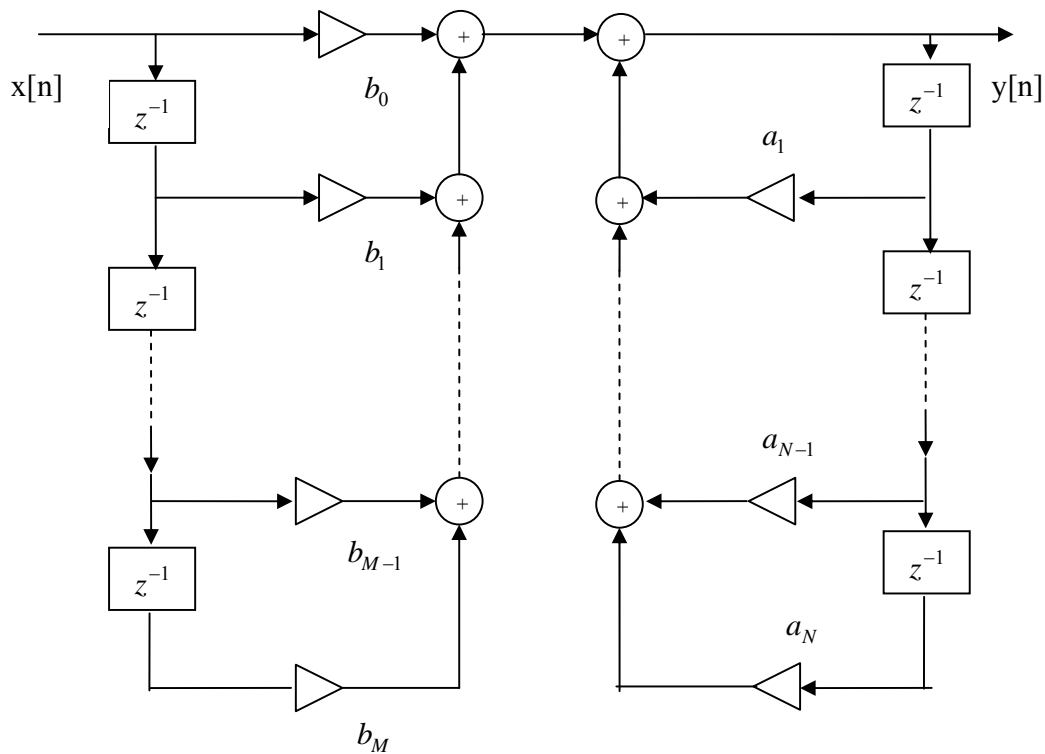 + +
x[n] b₀ y[n]
z⁻¹ z⁻¹
a₁
+ +
b₁
z⁻¹ z⁻¹
a_{N−1}
+ +
b_{M−1}
z⁻¹ z⁻¹
a_N
b_M